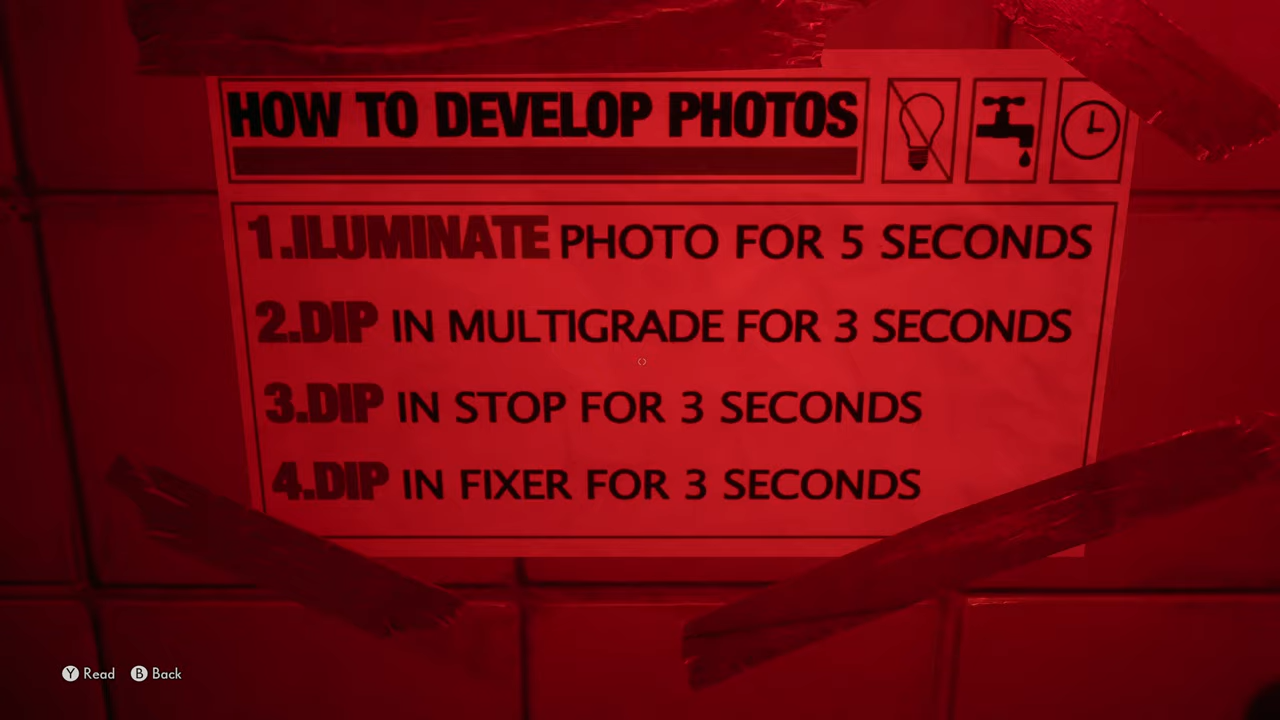 HOW TO DEVELOP PHOTOS
1.ILUMINATE PHOTO FOR 5 SECONDS
2.DIP IN MULTIGRADE FOR 3 SECONDS
3.DIP IN STOP FOR 3 SECONDS
4.DIP IN FIXER FOR 3 SECONDS
Y Read B Back